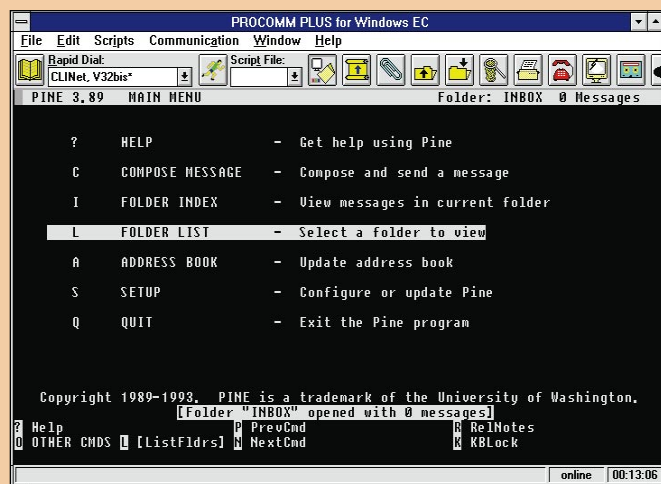 PROCOMM PLUS for Windows EC
File Edit Scripts Communication Window Help
Rapid Dial: Script File:
CLINet, V32bis*
PINE 3.89 MAIN MENU Folder: INBOX 0 Messages
? HELP - Get help using Pine
C COMPOSE MESSAGE - Compose and send a message
I FOLDER INDEX - View messages in current folder
L FOLDER LIST - Select a folder to view
A ADDRESS BOOK - Update address book
S SETUP - Configure or update Pine
Q QUIT - Exit the Pine program
Copyright 1989-1993. PINE is a trademark of the University of Washington.
[Folder "INBOX" opened with 0 messages]
? Help P PrevCmd R RelNotes
O OTHER CMDS L [ListFldrs] N NextCmd K KBLock
online 00:13:06